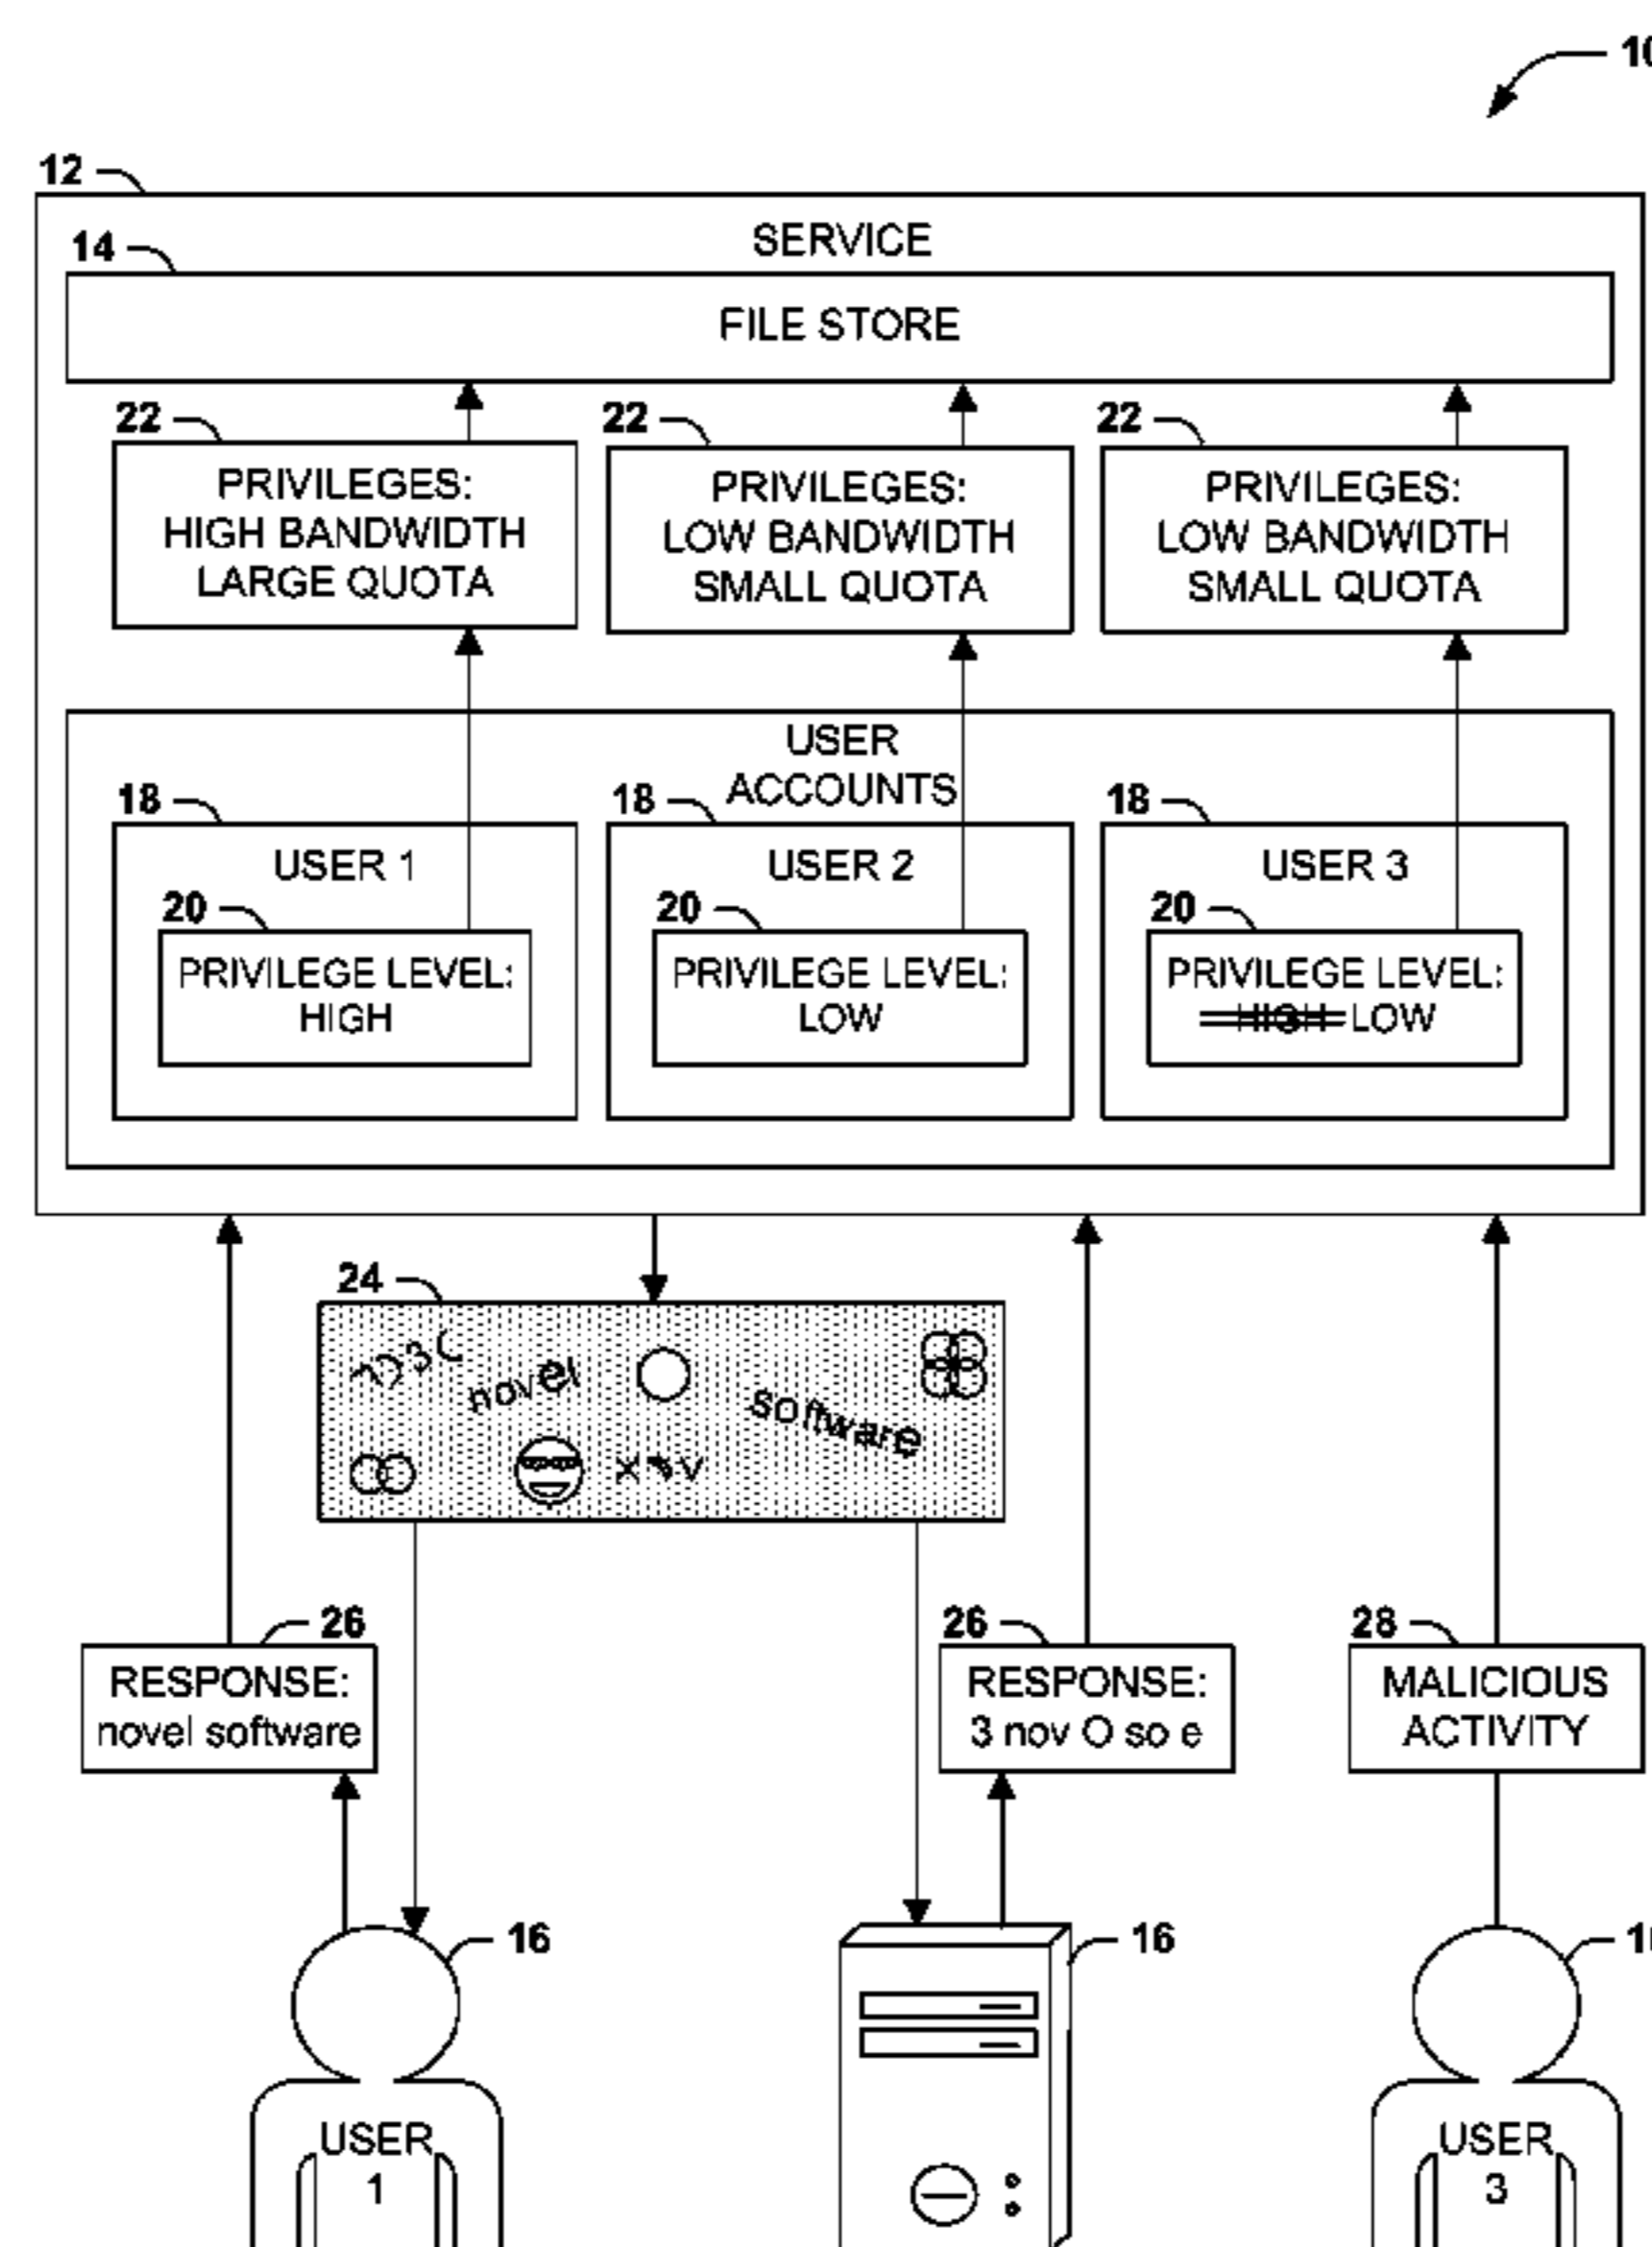 12
SERVICE
14
FILE STORE
22
22
22
PRIVILEGES:
HIGH BANDWIDTH
LARGE QUOTA
PRIVILEGES:
LOW BANDWIDTH
SMALL QUOTA
PRIVILEGES:
LOW BANDWIDTH
SMALL QUOTA
USER
ACCOUNTS
18
18
18
USER 1
USER 2
USER 3
20
20
20
PRIVILEGE LEVEL:
HIGH
PRIVILEGE LEVEL:
LOW
PRIVILEGE LEVEL:
HIGH LOW
24
novel
software
26
RESPONSE:
novel software
26
RESPONSE:
3 nov O so e
28
MALICIOUS
ACTIVITY
16
16
USER
1
USER
3